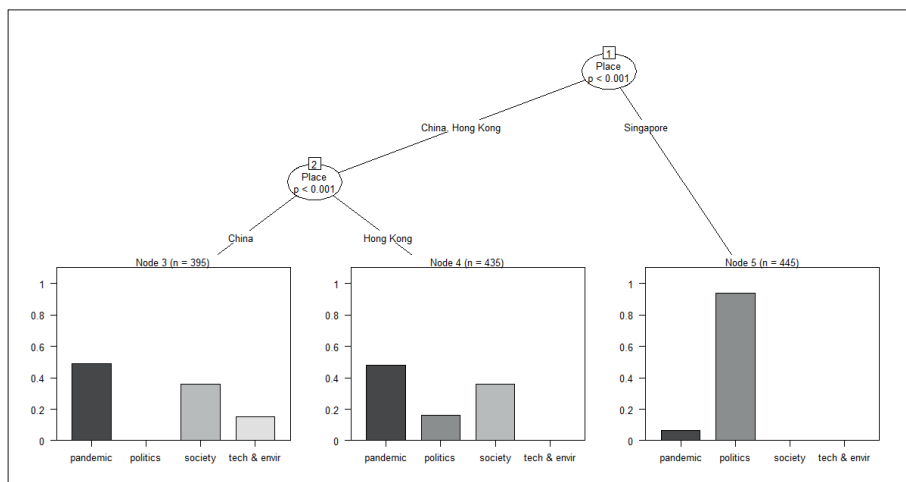 1
Place
p < 0.001
China, Hong Kong
Singapore
2
Place
p < 0.001
China
Hong Kong
Node 3 (n = 395)
1
0.8
0.6
0.4
0.2
0
pandemic politics society tech & envir
Node 4 (n = 435)
1
0.8
0.6
0.4
0.2
0
pandemic politics society tech & envir
Node 5 (n = 445)
1
0.8
0.6
0.4
0.2
0
pandemic politics society tech & envir